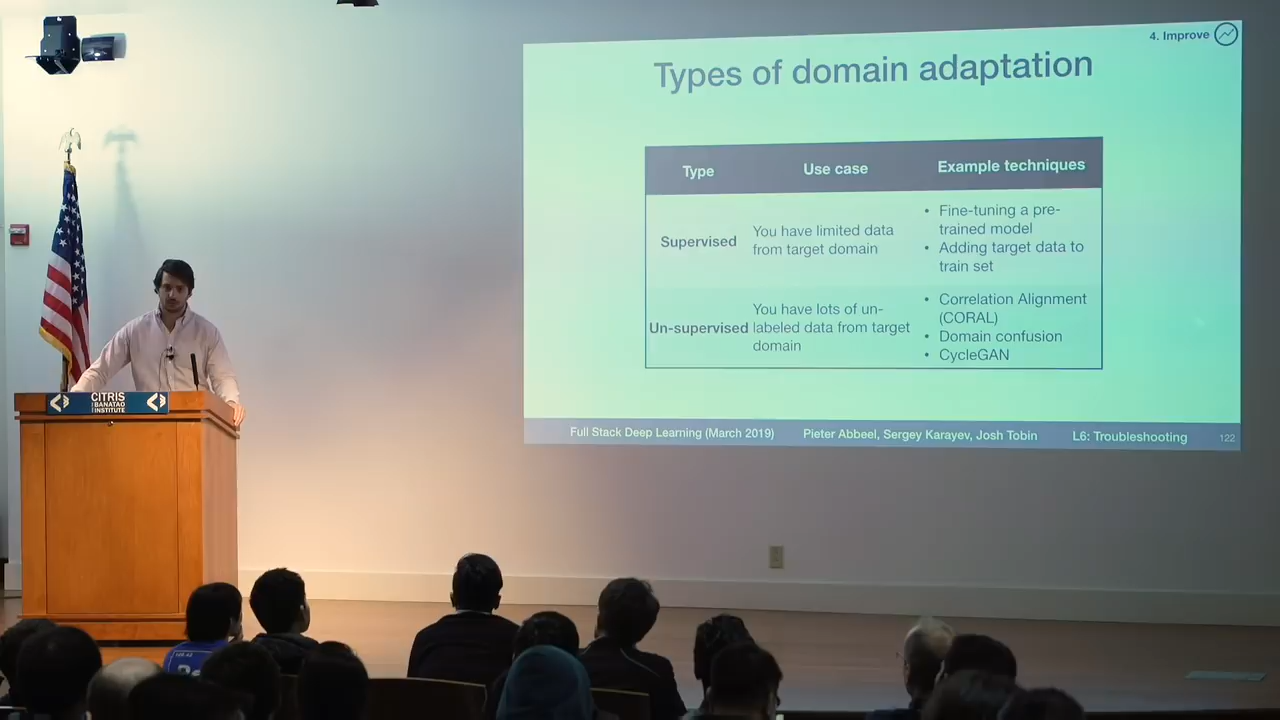 4. Improve
Types of domain adaptation
Type Use case Example techniques
Supervised
You have limited data
from target domain
• Fine-tuning a pre-
trained model
• Adding target data to
train set
Un-supervised
You have lots of un-
labeled data from target
domain
• Correlation Alignment
(CORAL)
• Domain confusion
• CycleGAN
Full Stack Deep Learning (March 2019) Pieter Abbeel, Sergey Karayev, Josh Tobin L6: Troubleshooting 122
CITRIS
BANATAO
INSTITUTE